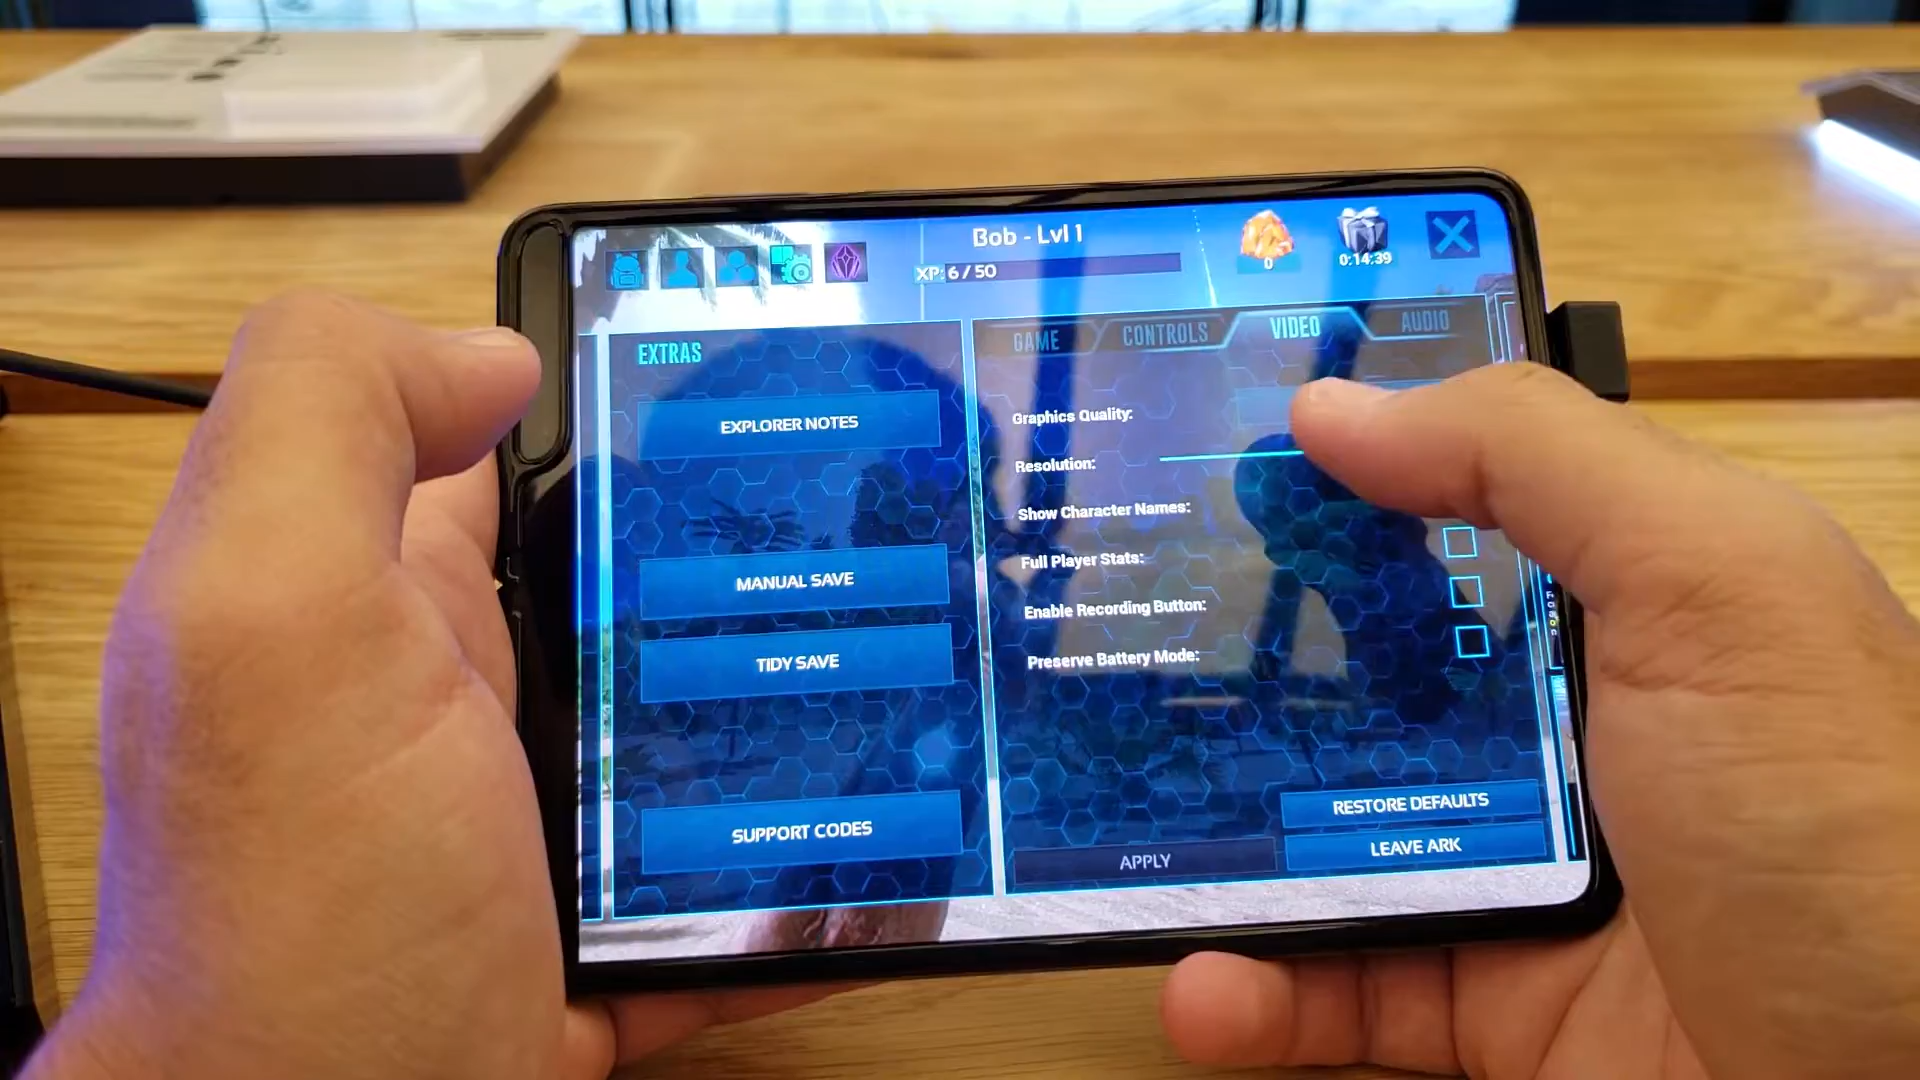 Bob - Lvl 1
XP: 6 / 50
0
0:14:39
EXTRAS
EXPLORER NOTES
MANUAL SAVE
TIDY SAVE
SUPPORT CODES
GAME
CONTROLS
VIDEO
AUDIO
Graphics Quality:
Resolution:
Show Character Names:
Full Player Stats:
Enable Recording Button:
Preserve Battery Mode:
RESTORE DEFAULTS
APPLY
LEAVE ARK